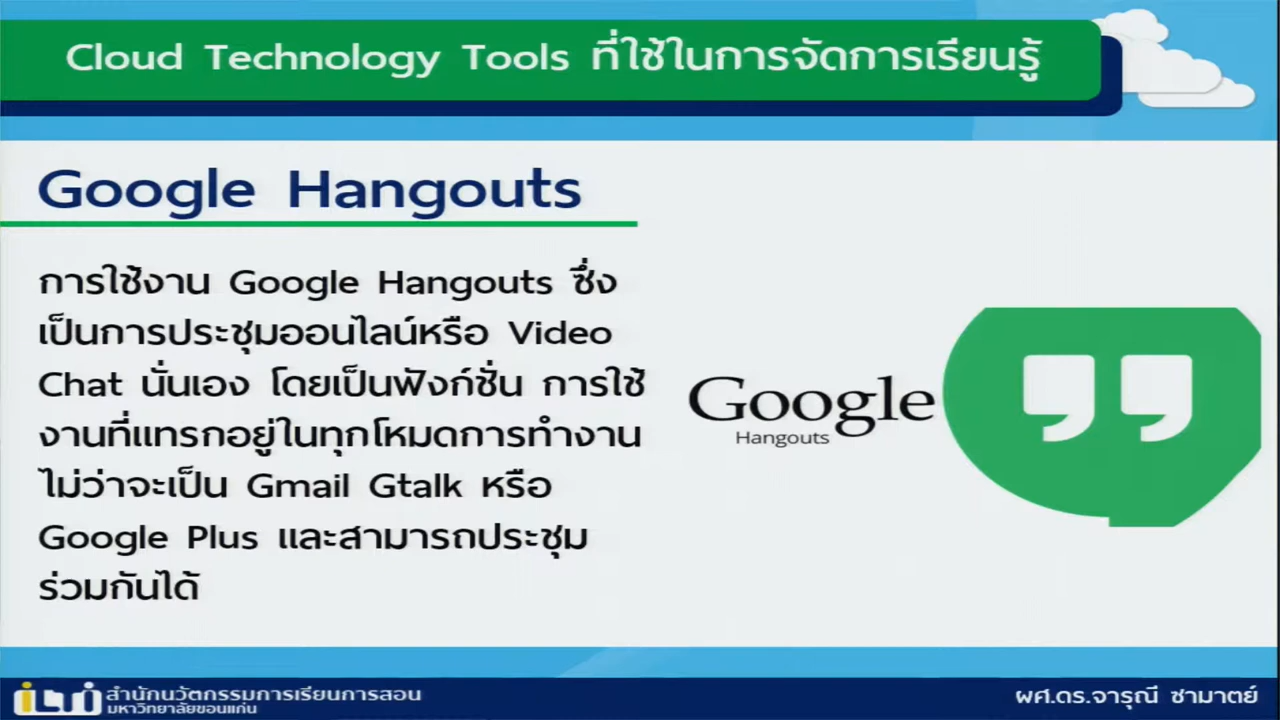 Cloud Technology Tools ที่ใช้ในการจัดการเรียนรู้
Google Hangouts
การใช้งาน Google Hangouts ซึ่ง
เป็นการประชุมออนไลน์หรือ Video
Chat นั่นเอง โดยเป็นฟังก์ชั่น การใช้
งานที่แทรกอยู่ในทุกโหมดการทำงาน
ไม่ว่าจะเป็น Gmail Gtalk หรือ
Google Plus และสามารถประชุม
ร่วมกันได้
Google
Hangouts
สำนักนวัตกรรมการเรียนการสอน
มหาวิทยาลัยขอนแก่น
ผศ.ดร.จารุณี ซามาตย์